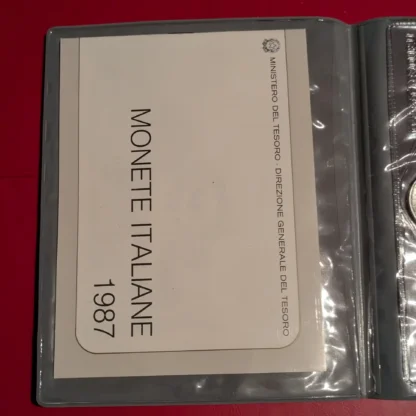 MINISTERO DEL TESORO - DIREZIONE GENERALE DEL TESORO
MONETE ITALIANE
1987